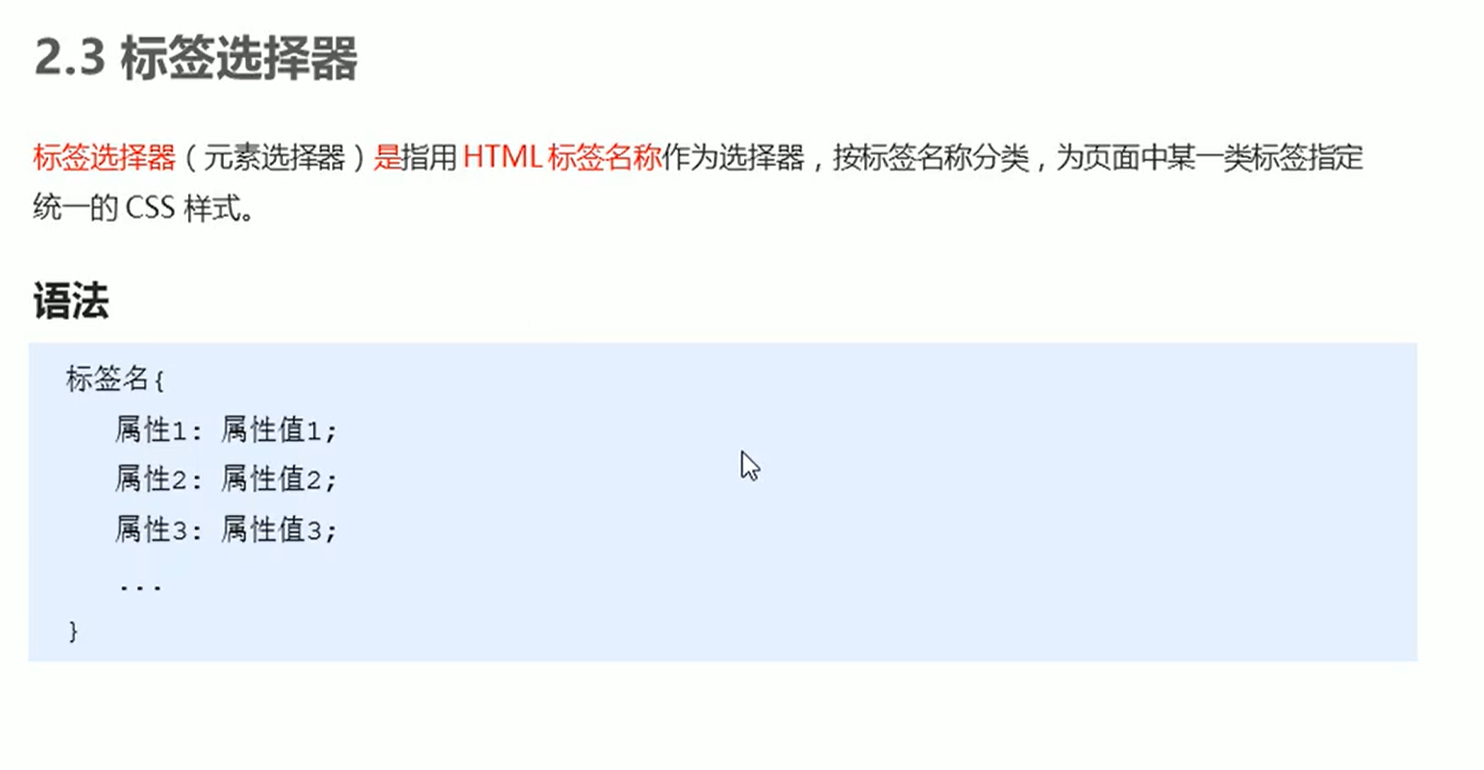 2.3 标签选择器
标签选择器（元素选择器）是指用 HTML 标签名称作为选择器，按标签名称分类，为页面中某一类标签指定
统一的 CSS 样式。
语法
标签名{
属性1: 属性值1;
属性2: 属性值2;
属性3: 属性值3;
...
}